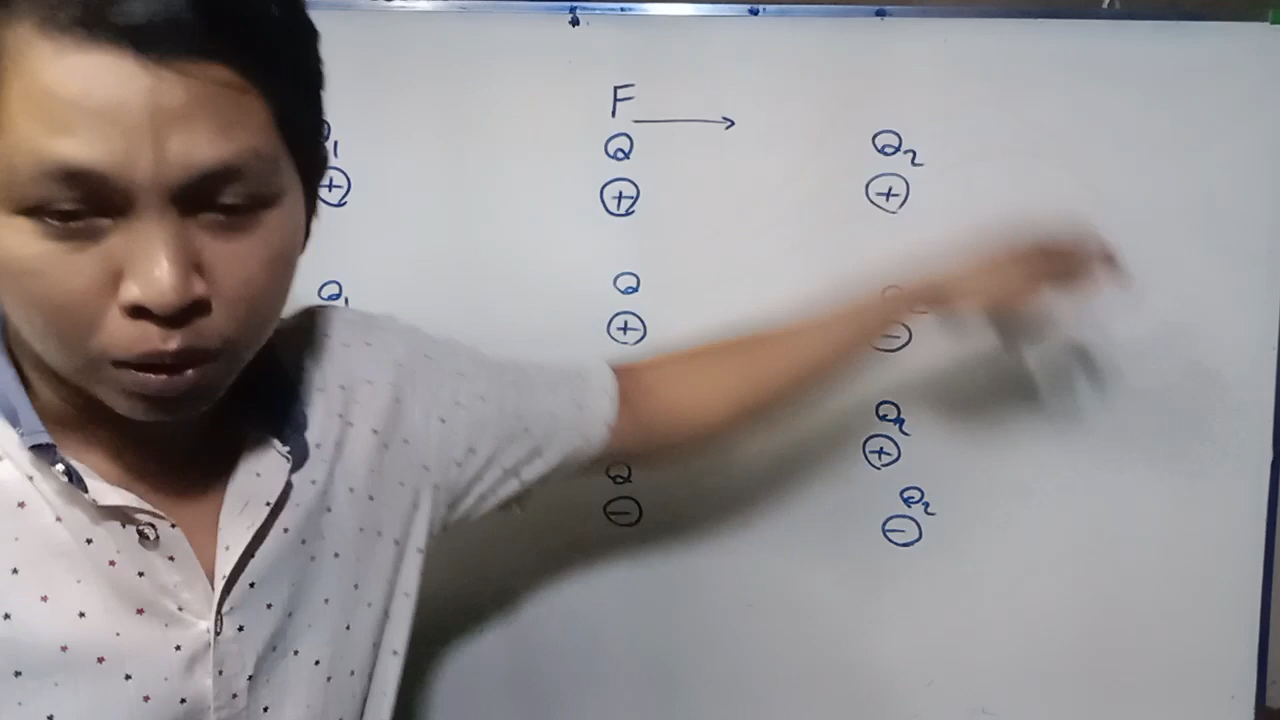 F →
Q₁ Q Q₂
⊕ ⊕ ⊕
Q₁ Q
⊕ ⊖
Q₂
⊕
Q Q₂
⊖ ⊖